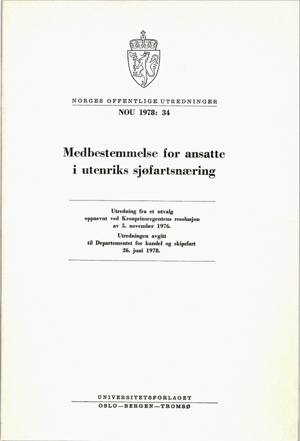 NORGES OFFENTLIGE UTREDNINGER
NOU 1978: 34
Medbestemmelse for ansatte
i utenriks sjøfartsnæring
Utredning fra et utvalg
oppnevnt ved Kronprinsregentens resolusjon
av 5. november 1976.
Utredningen avgitt
til Departementet for handel og skipsfart
26. juni 1978.
UNIVERSITETSFORLAGET
OSLO—BERGEN—TROMSØ